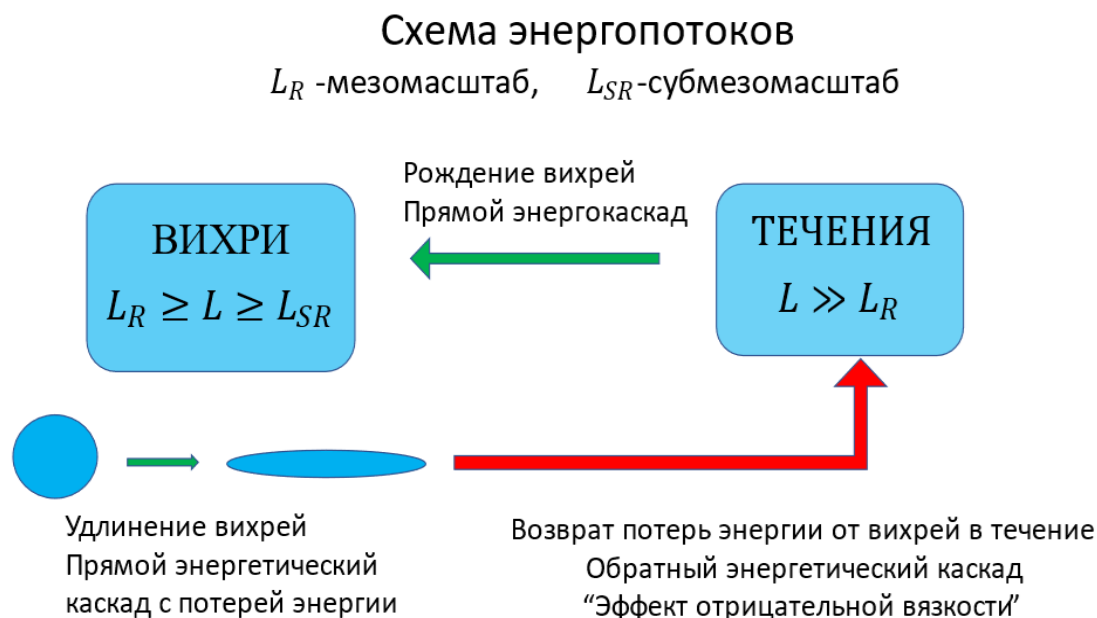 Схема энергопотоков
L_R -мезомасштаб, L_SR-субмезомасштаб
Рождение вихрей
Прямой энергокаскад
ВИХРИ
L_R ≥ L ≥ L_SR
ТЕЧЕНИЯ
L ≫ L_R
Удлинение вихрей
Прямой энергетический
каскад с потерей энергии
Возврат потерь энергии от вихрей в течение
Обратный энергетический каскад
“Эффект отрицательной вязкости”